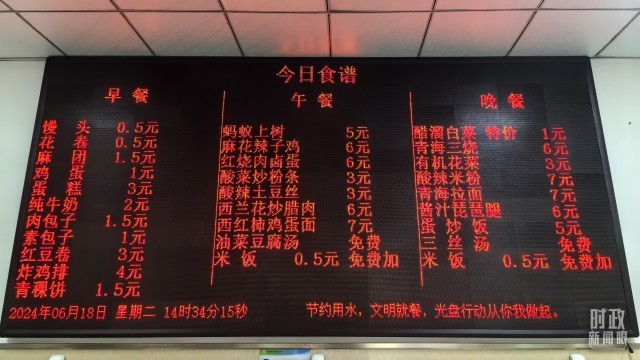 今日食谱
早 餐
馒 头 0.5元
花 卷 0.5元
麻 团 1.5元
鸡 蛋 1元
蛋 糕 3元
纯牛奶 2元
肉包子 1.5元
素包子 1元
红豆卷 3元
炸鸡排 4元
青稞饼 1.5元
午 餐
蚂蚁上树 5元
麻花辣子鸡 6元
红烧肉卤蛋 6元
酸菜炒粉条 3元
酸辣土豆丝 3元
西兰花炒腊肉 6元
西红柿鸡蛋面 7元
油菜豆腐汤 免费
米 饭 0.5元 免费加
晚 餐
醋溜白菜 特价 1元
青海三烧 6元
有机花菜 3元
酸辣米粉 7元
青海拉面 7元
酱汁琵琶腿 6元
蛋 炒 饭 5元
三 丝 汤 免费
米 饭 0.5元 免费加
2024年06月18日 星期二 14时34分15秒 节约用水，文明就餐，光盘行动从你我做起。
时政
新闻眼